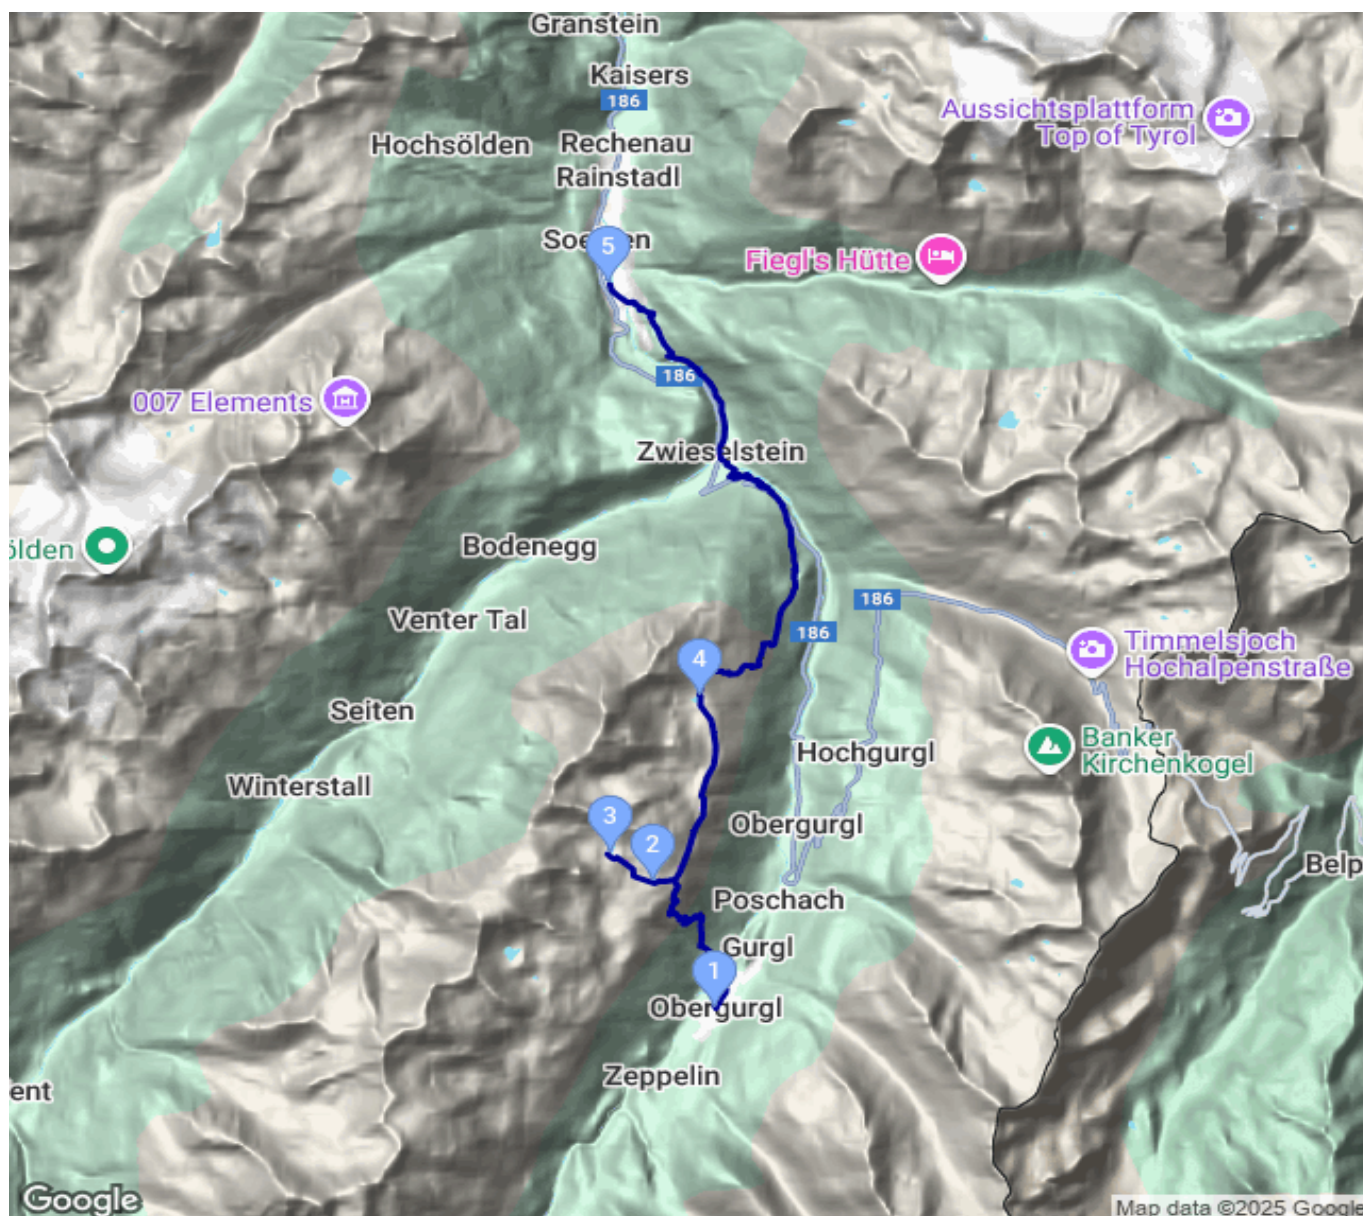 Granstein
Kaisers
186
Aussichtsplattform
Top of Tyrol
Hochsölden
Rechenau
Rainstadl
5
Fiegl's Hütte
186
007 Elements
Zwieselstein
ölden
Bodenegg
186
Venter Tal
186
Timmelsjoch
Hochalpenstraße
4
Seiten
Banker
Kirchenkogel
Hochgurgl
Winterstall
3
Obergurgl
2
Belp
Poschach
Gurgl
1
Obergurgl
Zeppelin
ent
Google
Map data ©2025 Google